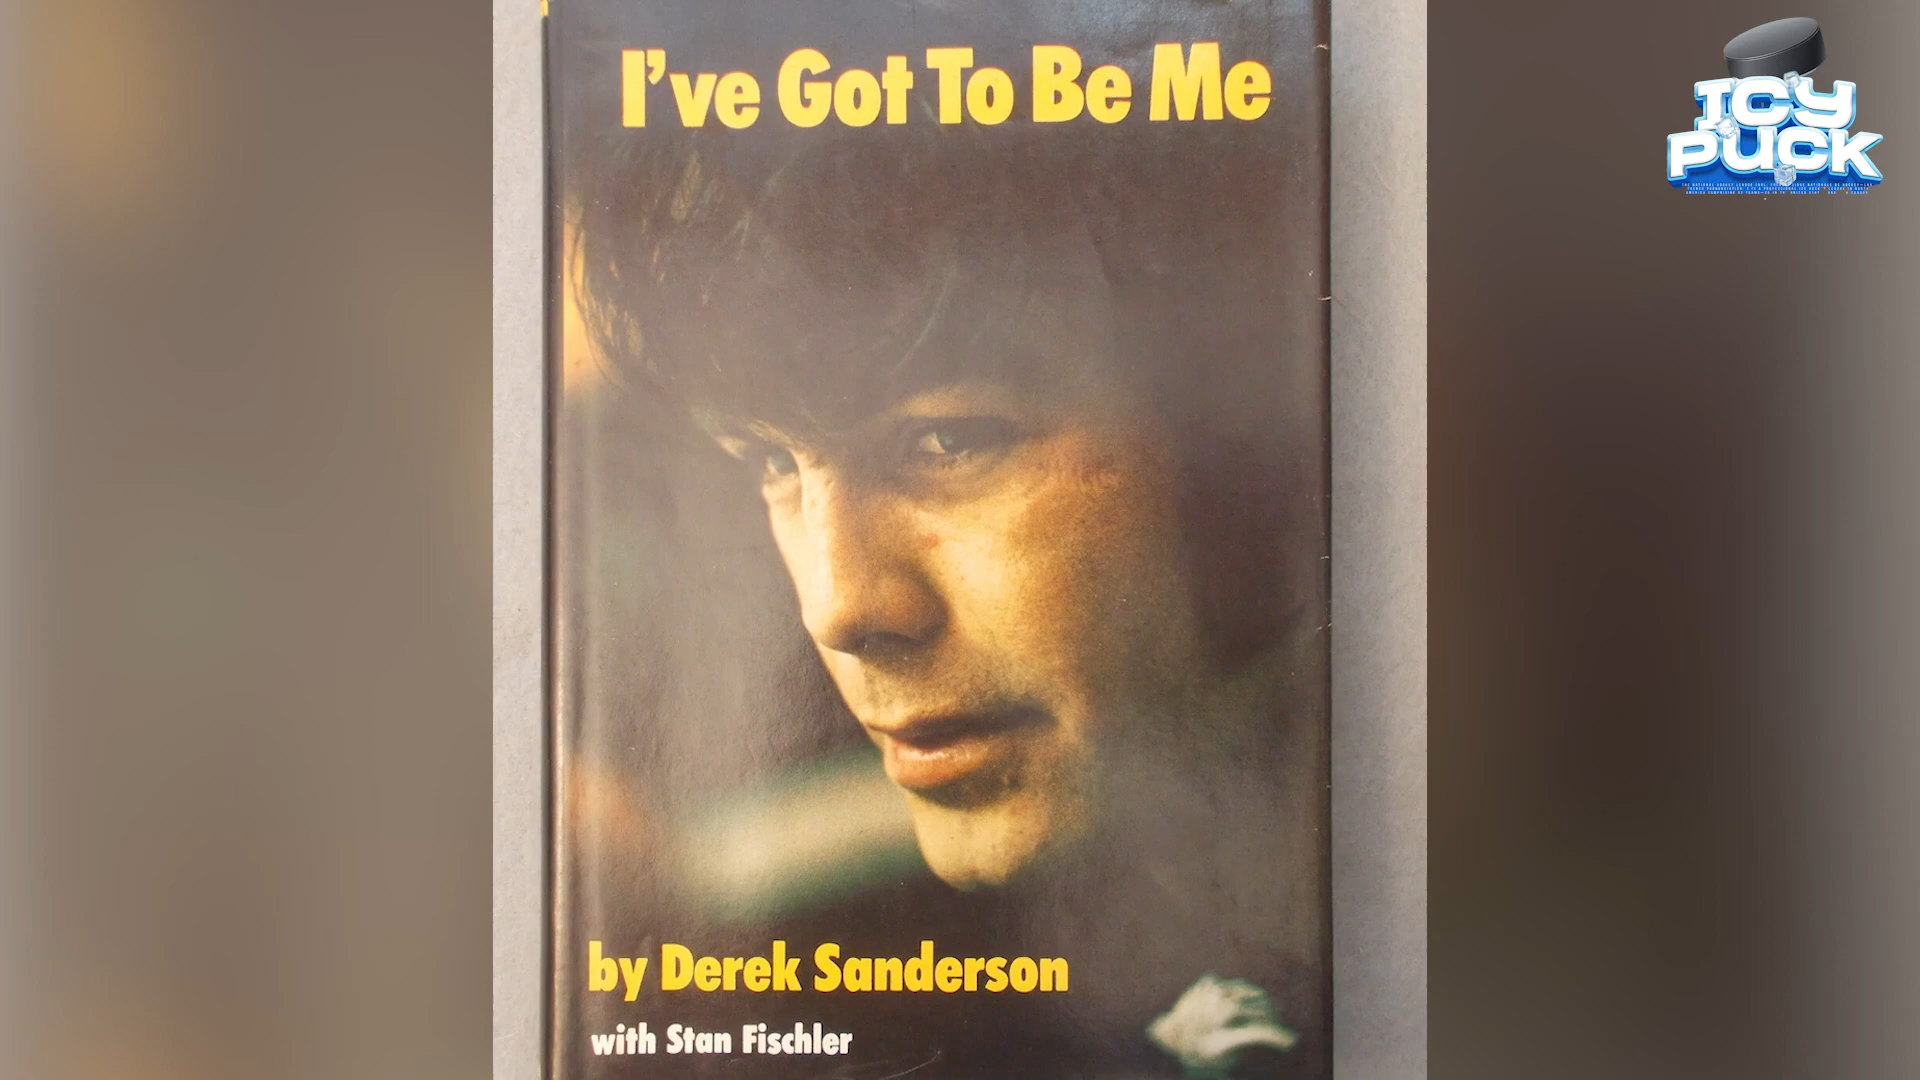 I've Got To Be Me
ICY
PUCK
by Derek Sanderson
with Stan Fischler